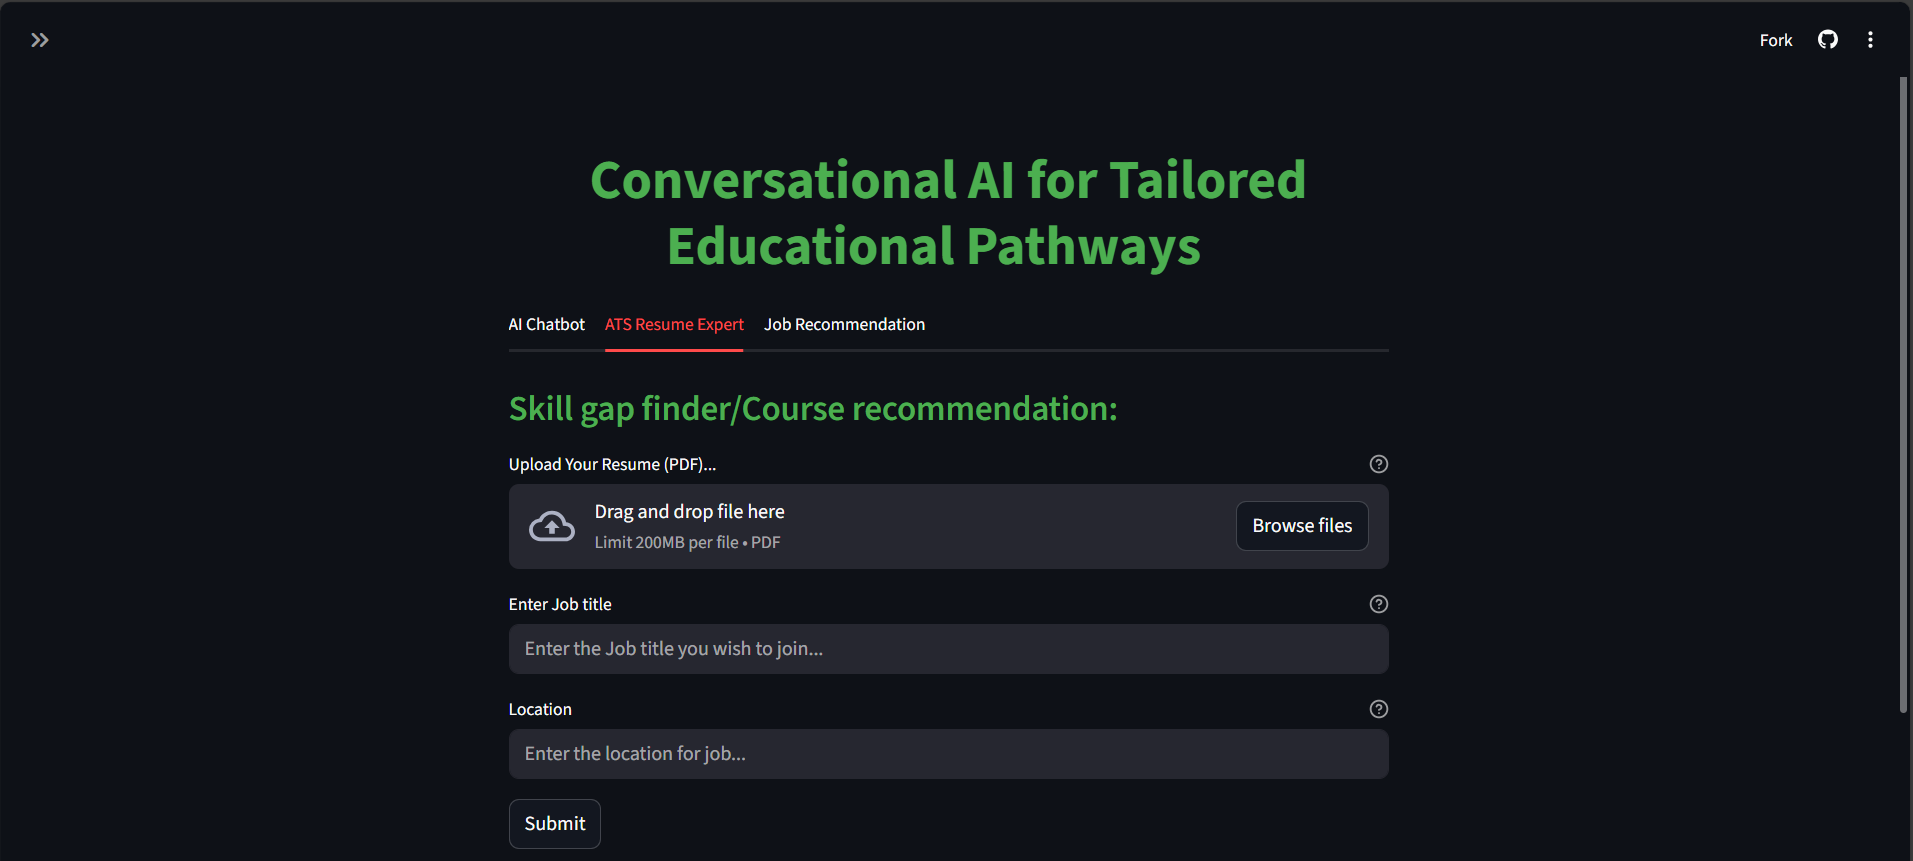 Fork
Conversational AI for Tailored
Educational Pathways
AI Chatbot ATS Resume Expert Job Recommendation
Skill gap finder/Course recommendation:
Upload Your Resume (PDF)...
Drag and drop file here
Limit 200MB per file • PDF
Browse files
Enter Job title
Enter the Job title you wish to join...
Location
Enter the location for job...
Submit